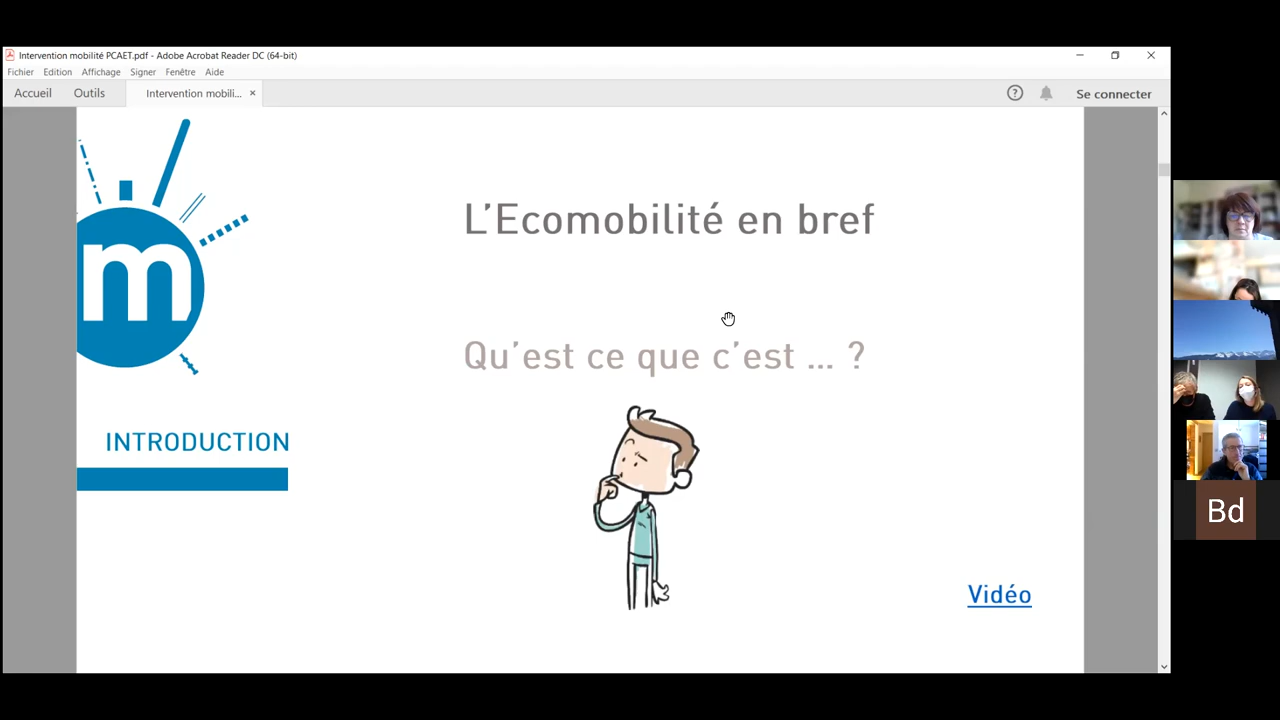 Intervention mobilité PCAET.pdf - Adobe Acrobat Reader DC (64-bit)
Fichier Edition Affichage Signer Fenêtre Aide
Accueil Outils Intervention mobili... × ? Se connecter
m
L’Ecomobilité en bref
Qu’est ce que c’est ... ?
INTRODUCTION
Bd
Vidéo